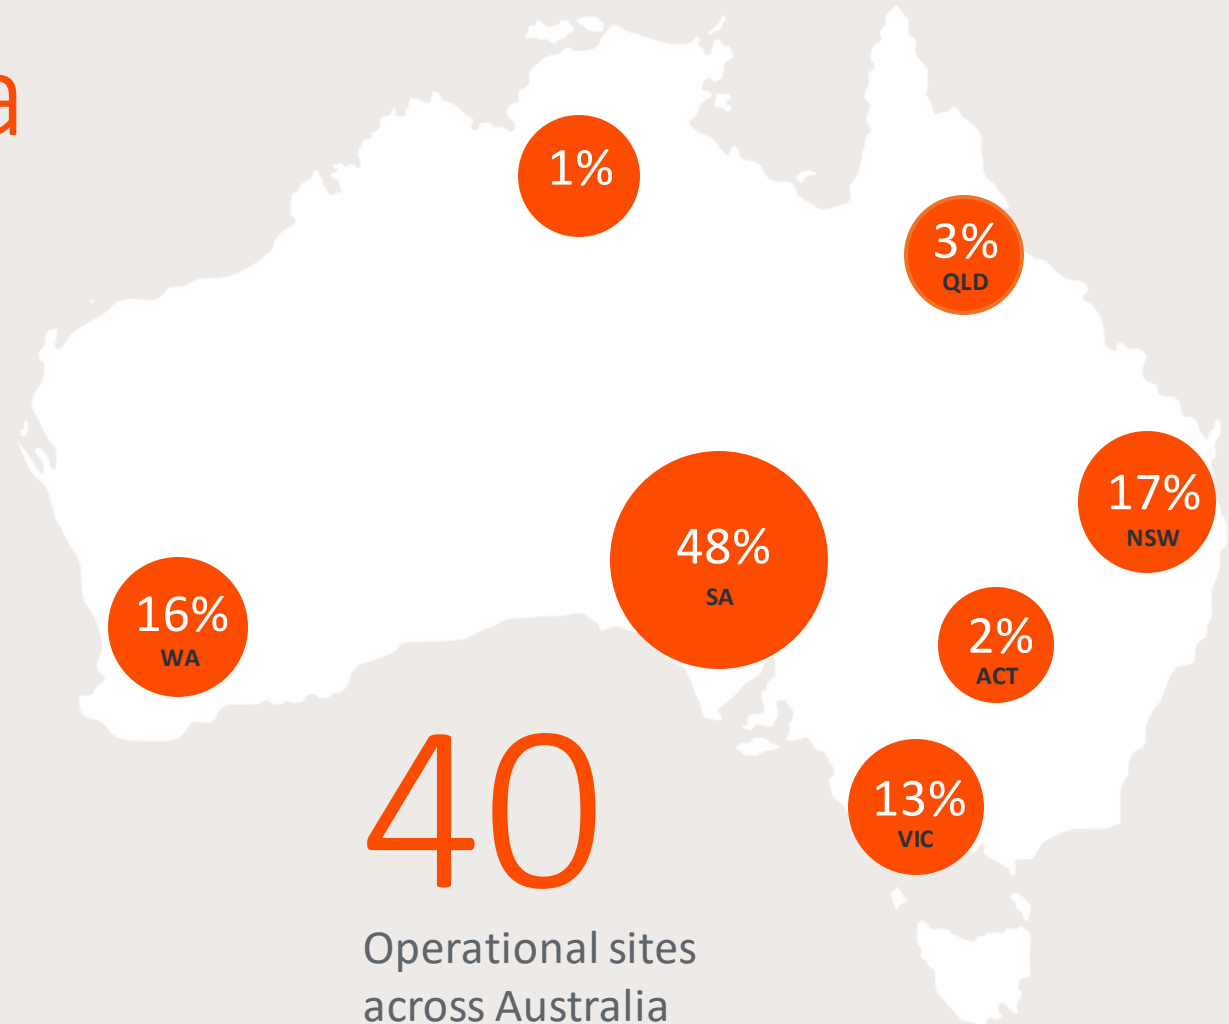 a
1%
3%
QLD
17%
NSW
48%
SA
16%
WA
2%
ACT
13%
VIC
40
Operational sites
across Australia